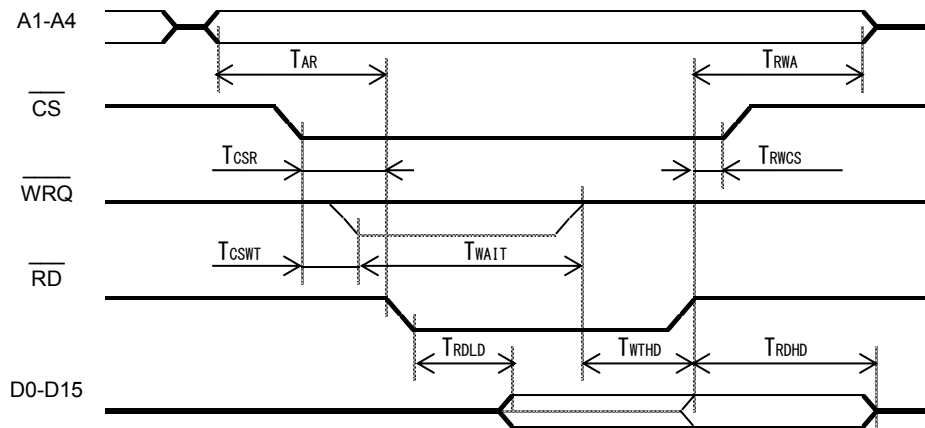 A1-A4
TAR
TRWA
CS
TCSR
TRWCS
WRQ
TCSWT
TWAIT
RD
TRDLD
TWTHD
TRDHD
D0-D15